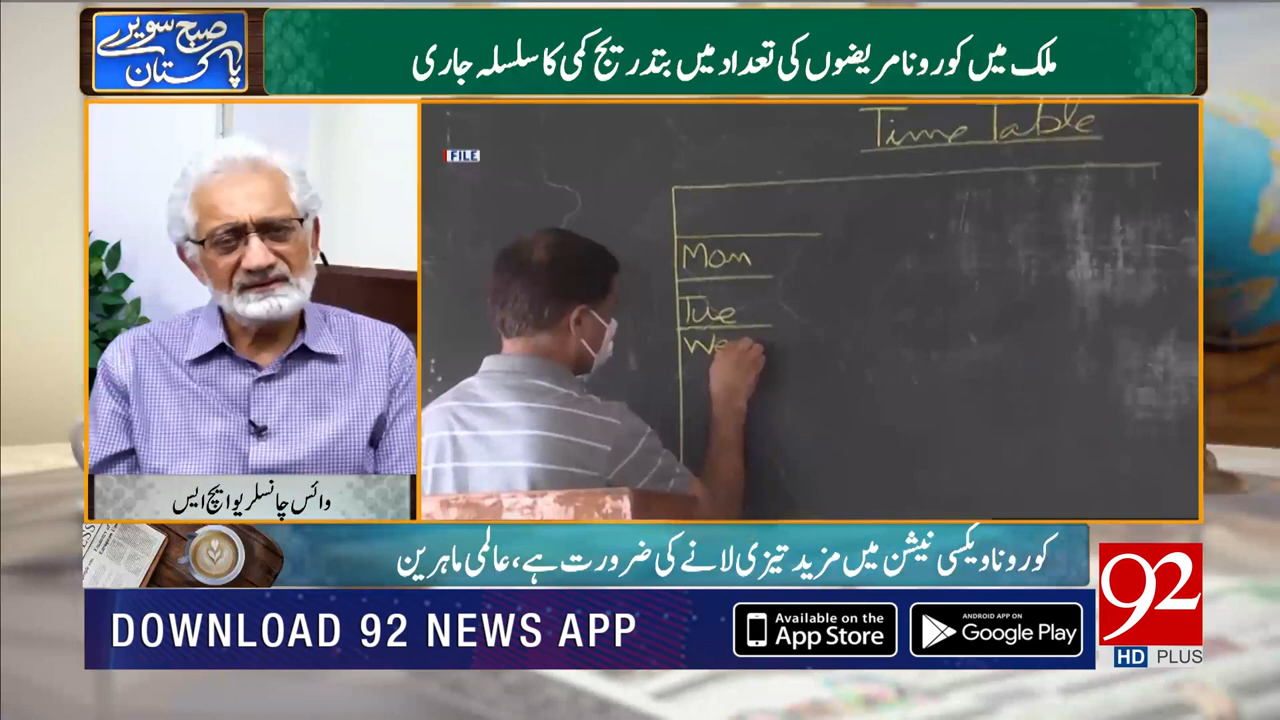 صبح سویرے پاکستان
ملک میں کورونا مریضوں کی تعداد میں بتدریج کمی کا سلسلہ جاری
FILE
Time Table
Mon
Tue
We
وائس چانسلر یو ایچ ایس
کورونا ویکسی نیشن میں مزید تیزی لانے کی ضرورت ہے، عالمی ماہرین
DOWNLOAD 92 NEWS APP
Available on the
App Store
ANDROID APP ON
Google Play
92
HD PLUS